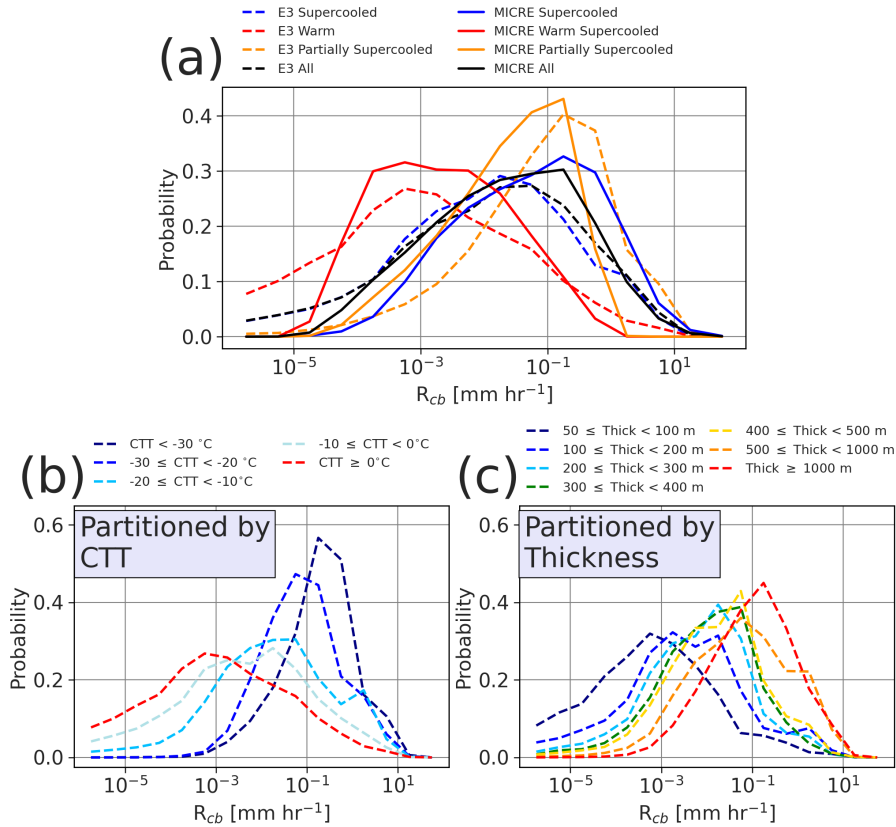 E3 Supercooled
E3 Warm
E3 Partially Supercooled
E3 All
MICRE Supercooled
MICRE Warm Supercooled
MICRE Partially Supercooled
MICRE All
(a)
Probability
0.4
0.3
0.2
0.1
0.0
10⁻⁵
10⁻³
10⁻¹
10¹
R_cb [mm hr⁻¹]
(b)
CTT < -30 °C
-30 ≤ CTT < -20 °C
-20 ≤ CTT < -10°C
-10 ≤ CTT < 0°C
CTT ≥ 0°C
Partitioned by
CTT
Probability
0.6
0.4
0.2
0.0
10⁻⁵
10⁻³
10⁻¹
10¹
R_cb [mm hr⁻¹]
(c)
50 ≤ Thick < 100 m
100 ≤ Thick < 200 m
200 ≤ Thick < 300 m
300 ≤ Thick < 400 m
400 ≤ Thick < 500 m
500 ≤ Thick < 1000 m
Thick ≥ 1000 m
Partitioned by
Thickness
Probability
0.6
0.4
0.2
0.0
10⁻⁵
10⁻³
10⁻¹
10¹
R_cb [mm hr⁻¹]